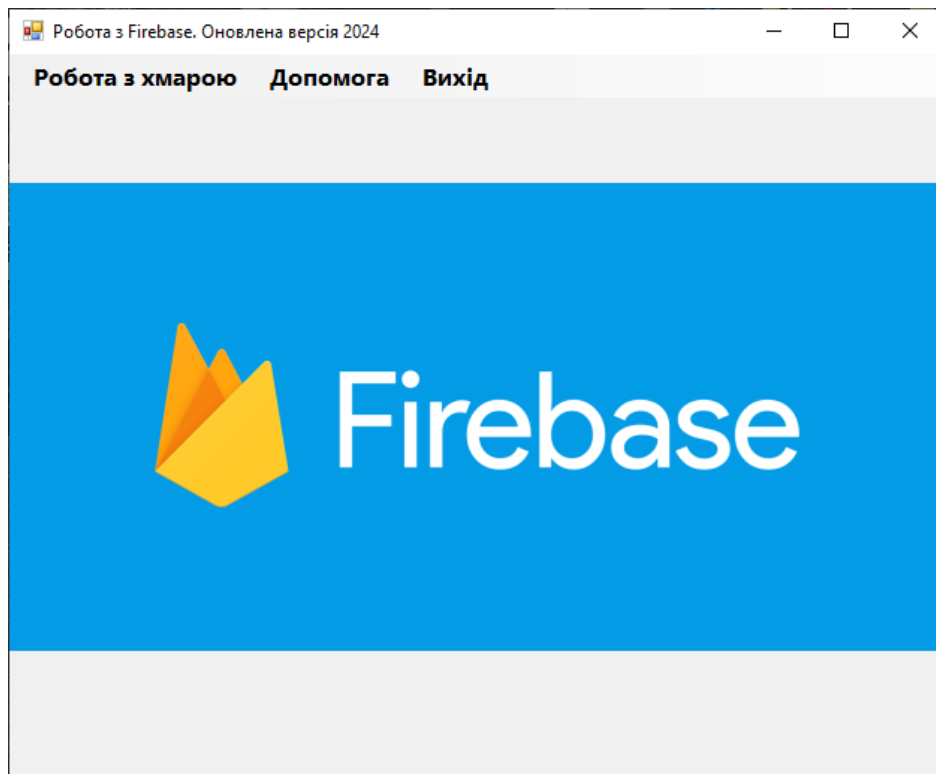 Робота з Firebase. Оновлена версія 2024
Робота з хмарою Допомога Вихід
Firebase